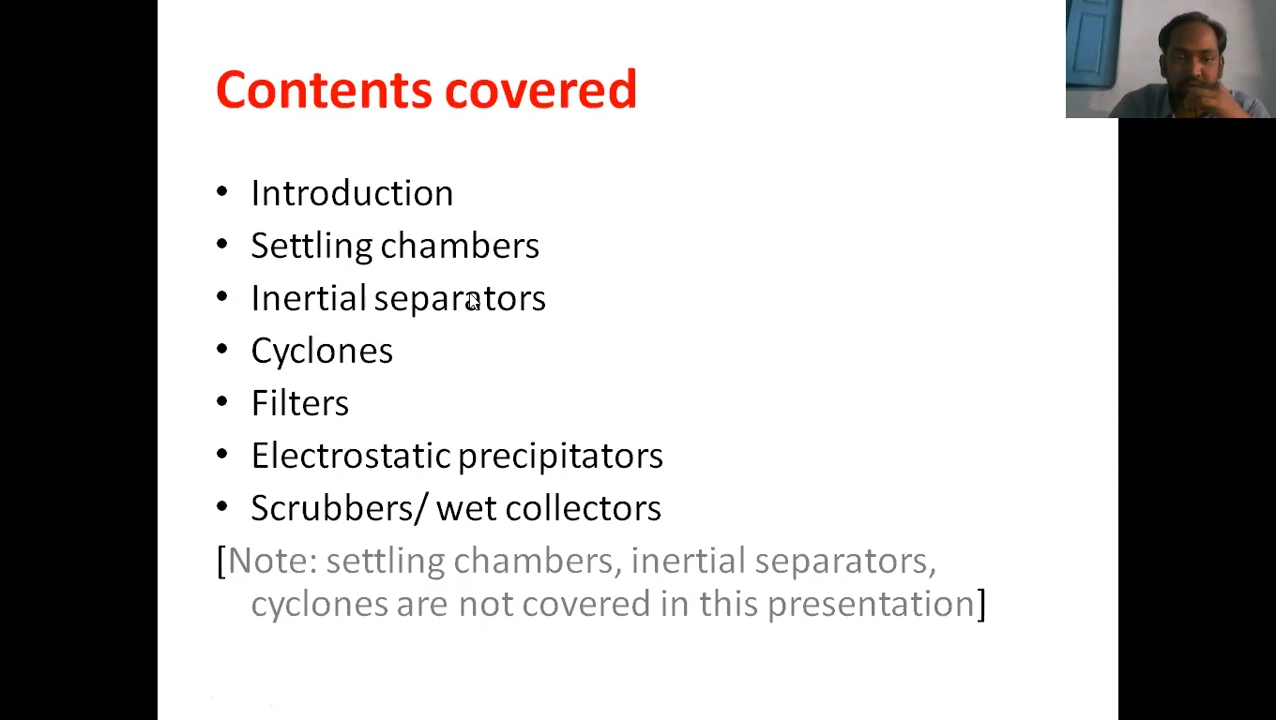 Contents covered
• Introduction
• Settling chambers
• Inertial separators
• Cyclones
• Filters
• Electrostatic precipitators
• Scrubbers/ wet collectors
[Note: settling chambers, inertial separators,
cyclones are not covered in this presentation]